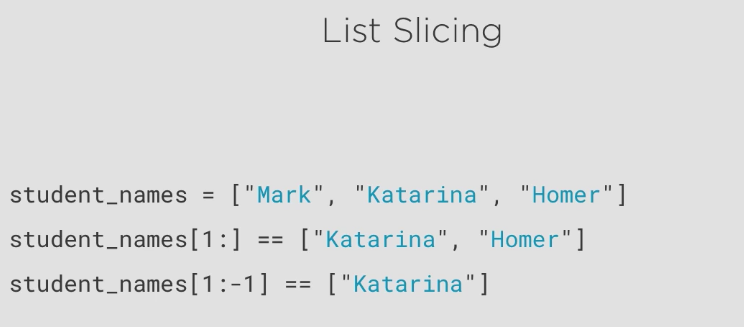 List Slicing
student_names = ["Mark", "Katarina", "Homer"]
student_names[1:] == ["Katarina", "Homer"]
student_names[1:-1] == ["Katarina"]